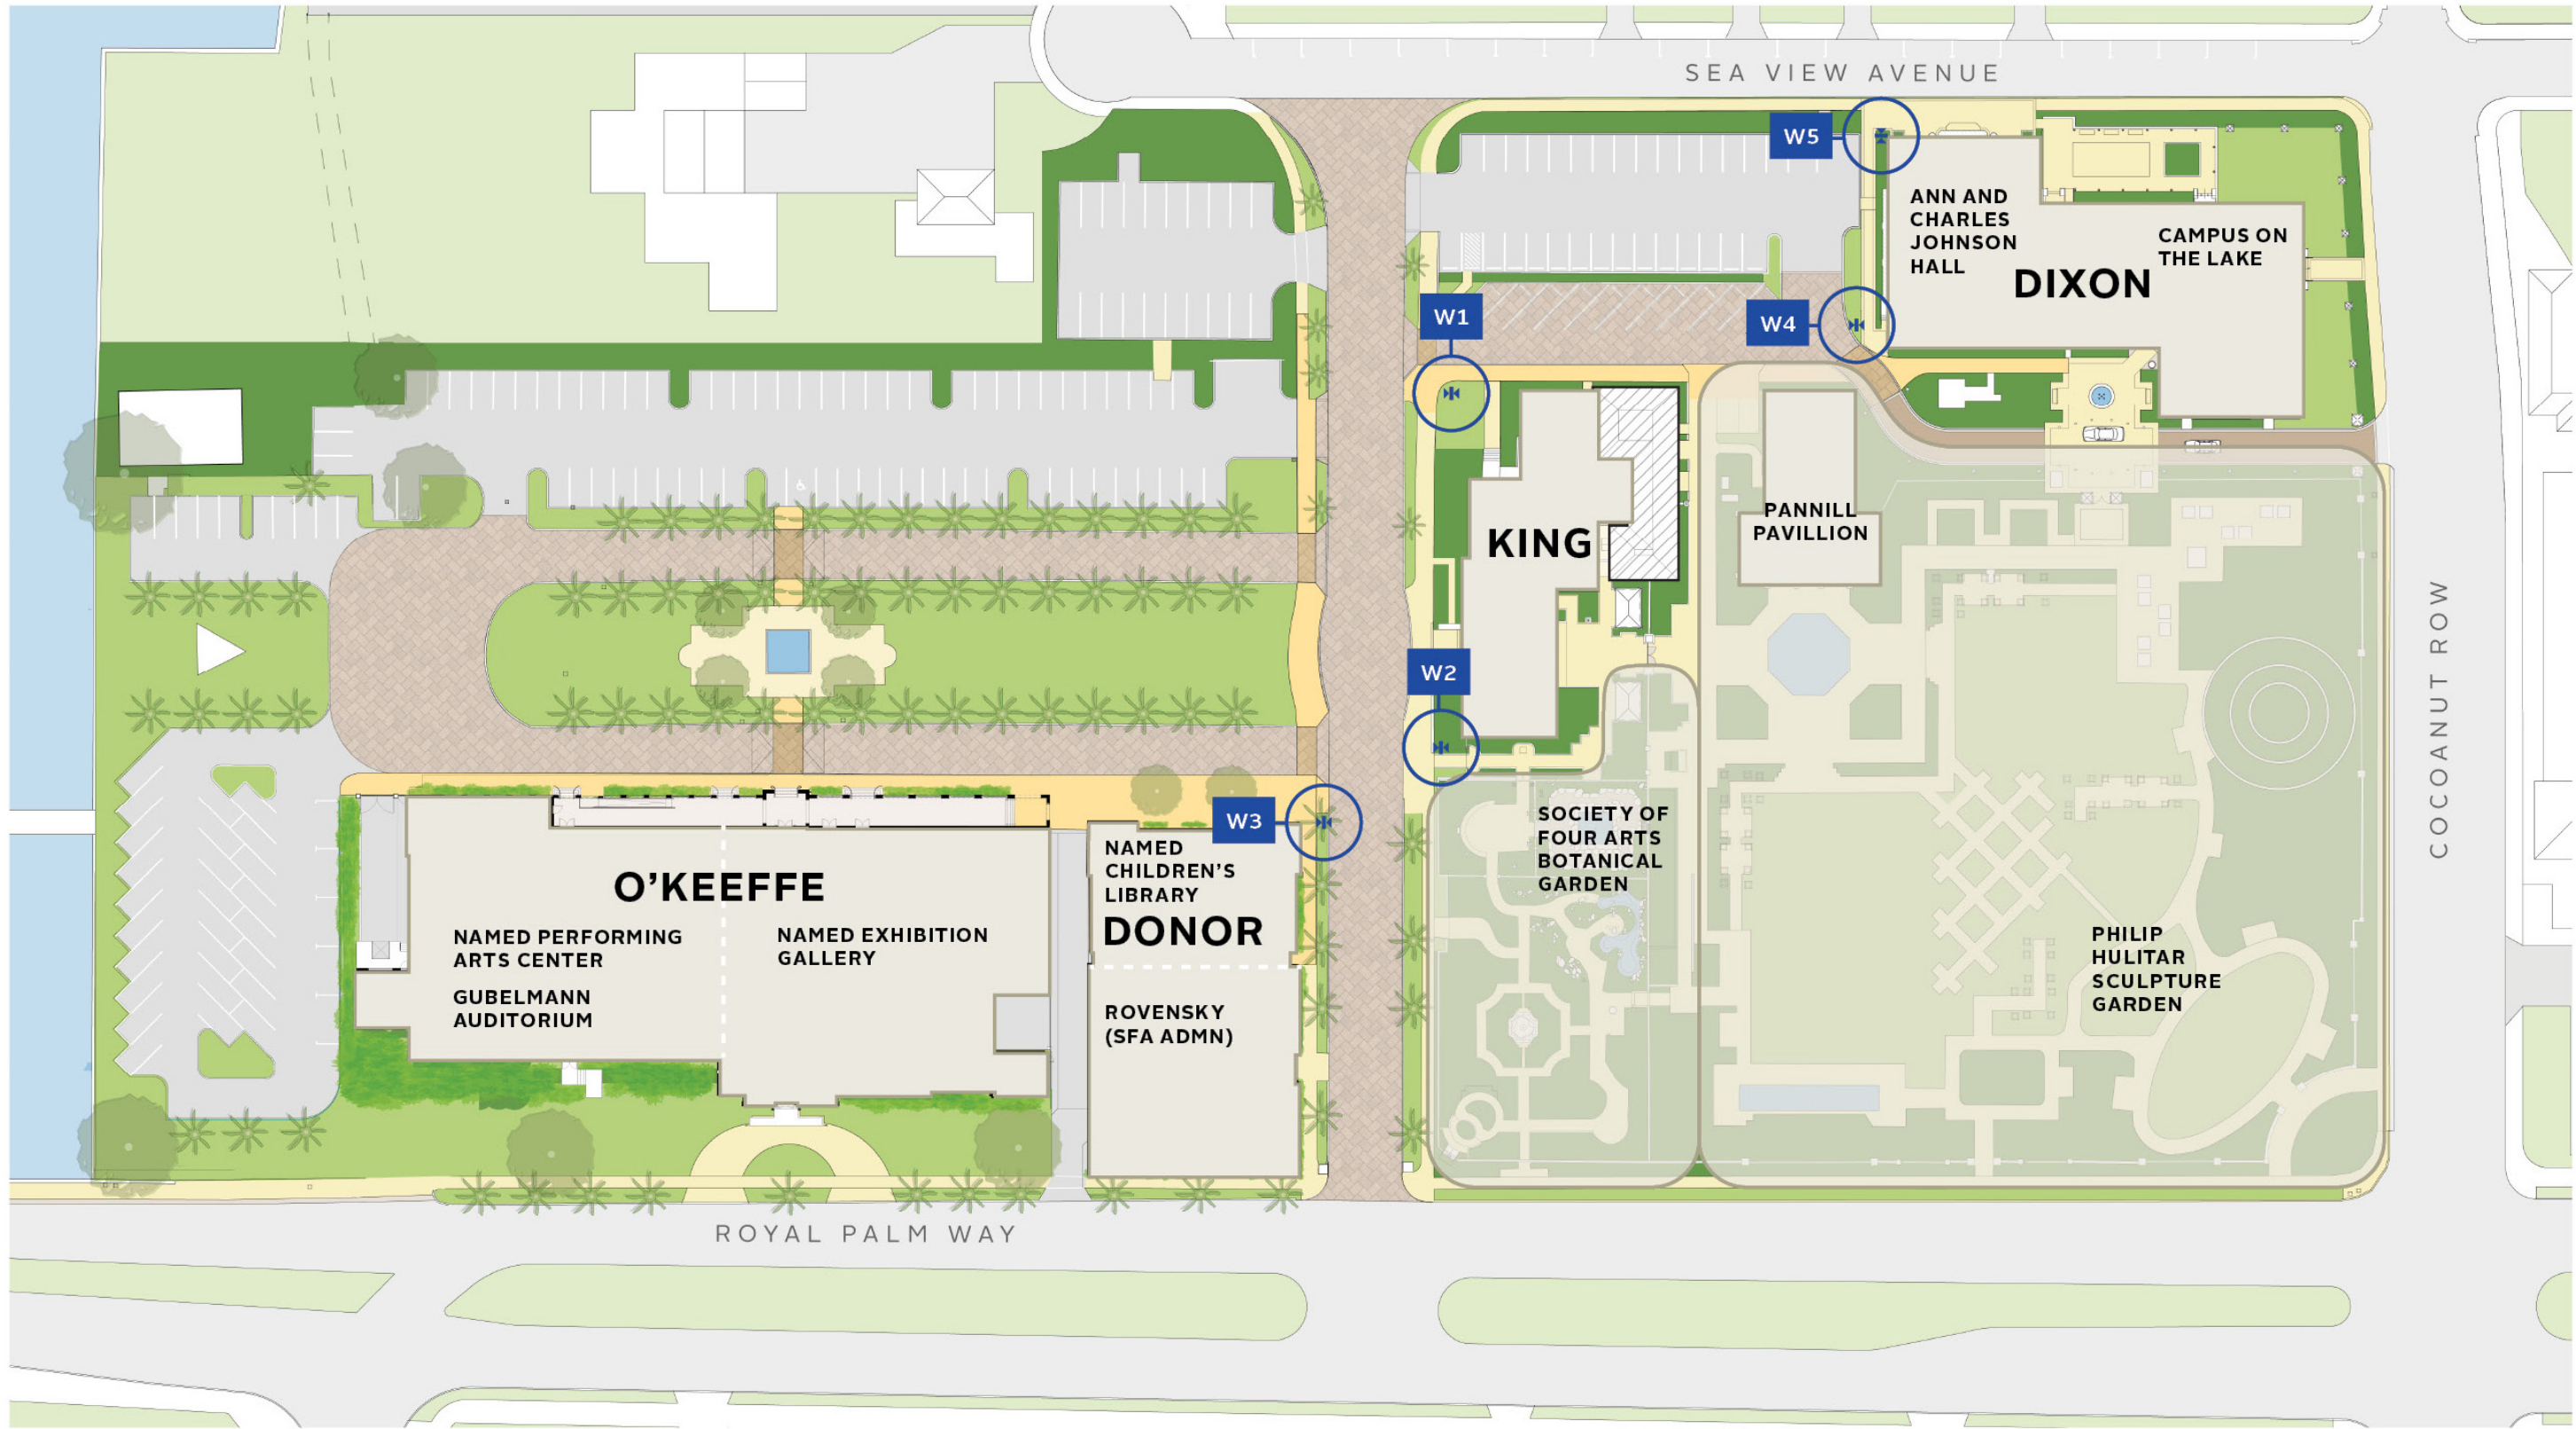 SEA VIEW AVENUE
W5
ANN AND
CHARLES
JOHNSON
HALL
CAMPUS ON
THE LAKE
DIXON
W1
W4
PANNILL
PAVILLION
KING
W2
COCOANUT ROW
W3
SOCIETY OF
FOUR ARTS
BOTANICAL
GARDEN
NAMED
CHILDREN'S
LIBRARY
DONOR
ROVENSKY
(SFA ADMN)
O'KEEFFE
NAMED PERFORMING
ARTS CENTER
GUBELMANN
AUDITORIUM
NAMED EXHIBITION
GALLERY
PHILIP
HULITAR
SCULPTURE
GARDEN
ROYAL PALM WAY